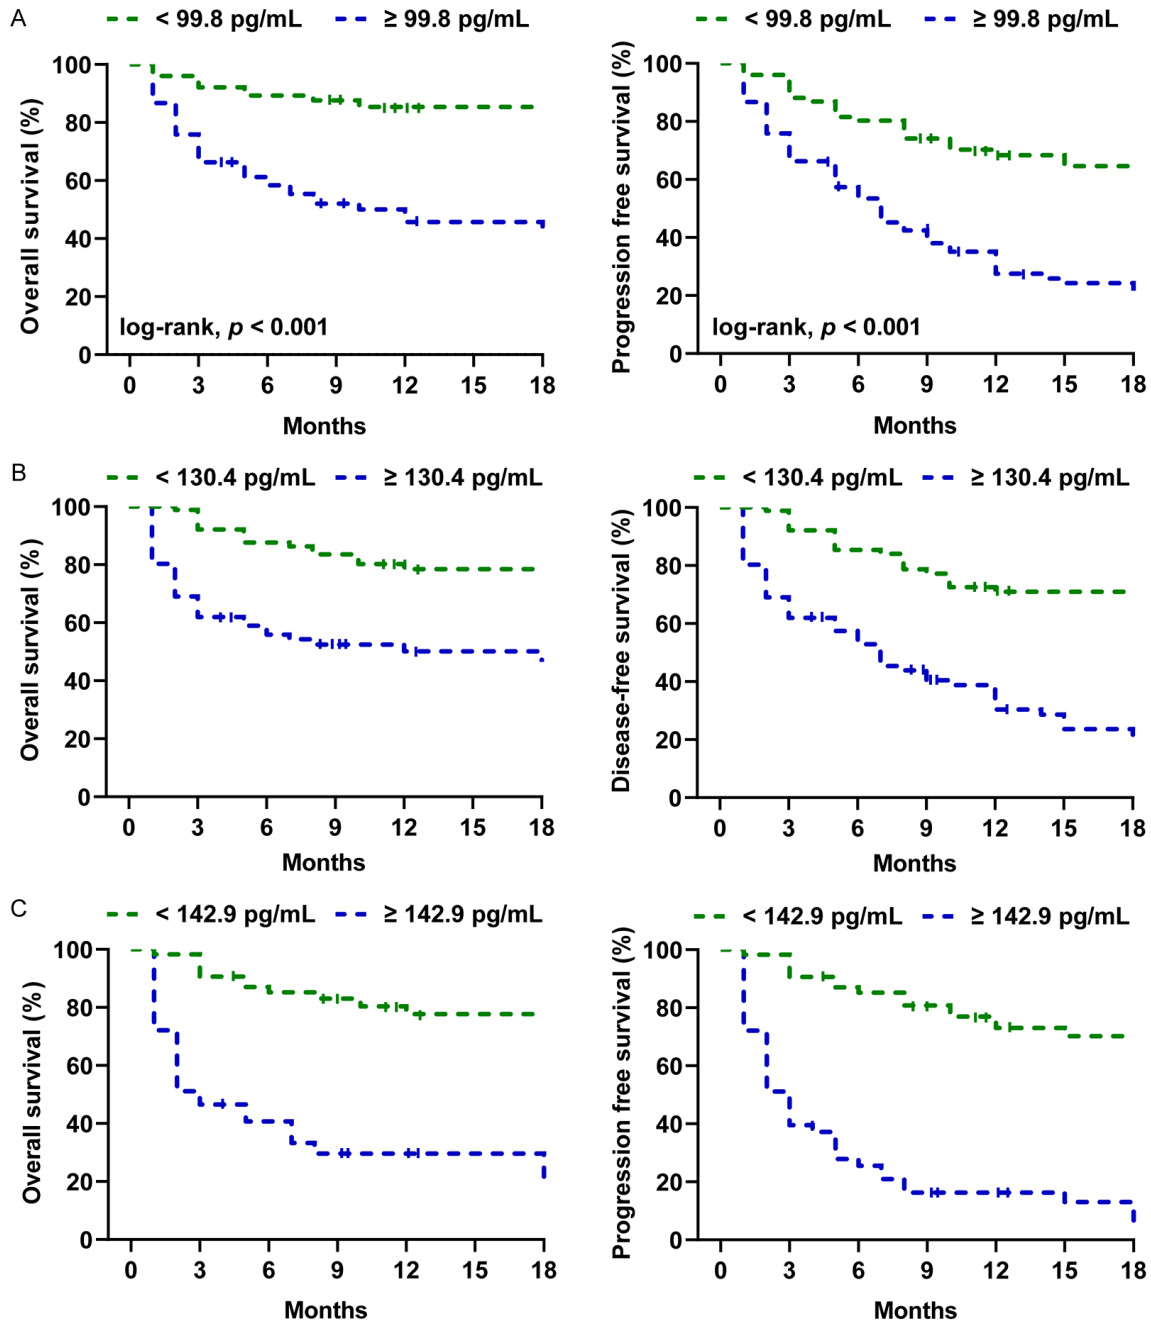 A
< 99.8 pg/mL ≥ 99.8 pg/mL
Overall survival (%)
100
80
60
40
20
0
log-rank, p < 0.001
0 3 6 9 12 15 18
Months
< 99.8 pg/mL ≥ 99.8 pg/mL
Progression free survival (%)
100
80
60
40
20
0
log-rank, p < 0.001
0 3 6 9 12 15 18
Months
B
< 130.4 pg/mL ≥ 130.4 pg/mL
Overall survival (%)
100
80
60
40
20
0
0 3 6 9 12 15 18
Months
< 130.4 pg/mL ≥ 130.4 pg/mL
Disease-free survival (%)
100
80
60
40
20
0
0 3 6 9 12 15 18
Months
C
< 142.9 pg/mL ≥ 142.9 pg/mL
Overall survival (%)
100
80
60
40
20
0
0 3 6 9 12 15 18
Months
< 142.9 pg/mL ≥ 142.9 pg/mL
Progression free survival (%)
100
80
60
40
20
0
0 3 6 9 12 15 18
Months